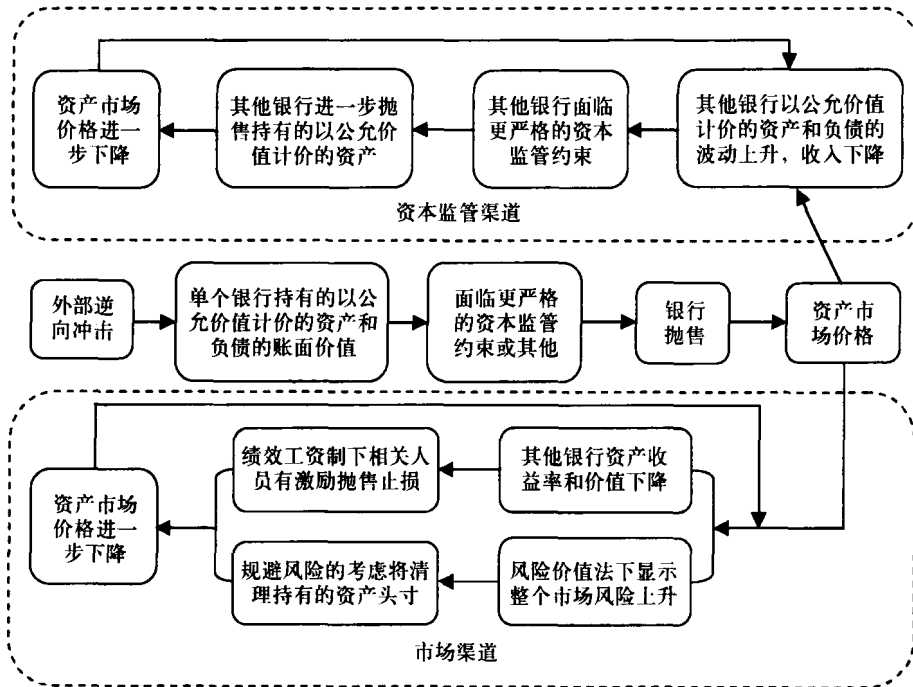 资产市场
价格进一
步下降
其他银行进一步抛
售持有的以公允价
值计价的资产
其他银行面临
更严格的资本
监管约束
其他银行以公允价值
计价的资产和负债的
波动上升，收入下降
资本监管渠道
外部逆
向冲击
单个银行持有的以公
允价值计价的资产和
负债的账面价值
面临更严格
的资本监管
约束或其他
银行
抛售
资产市
场价格
资产市场
价格进一
步下降
绩效工资制下相关人
员有激励抛售止损
其他银行资产收
益率和价值下降
规避风险的考虑将清
理持有的资产头寸
风险价值法下显示
整个市场风险上升
市场渠道